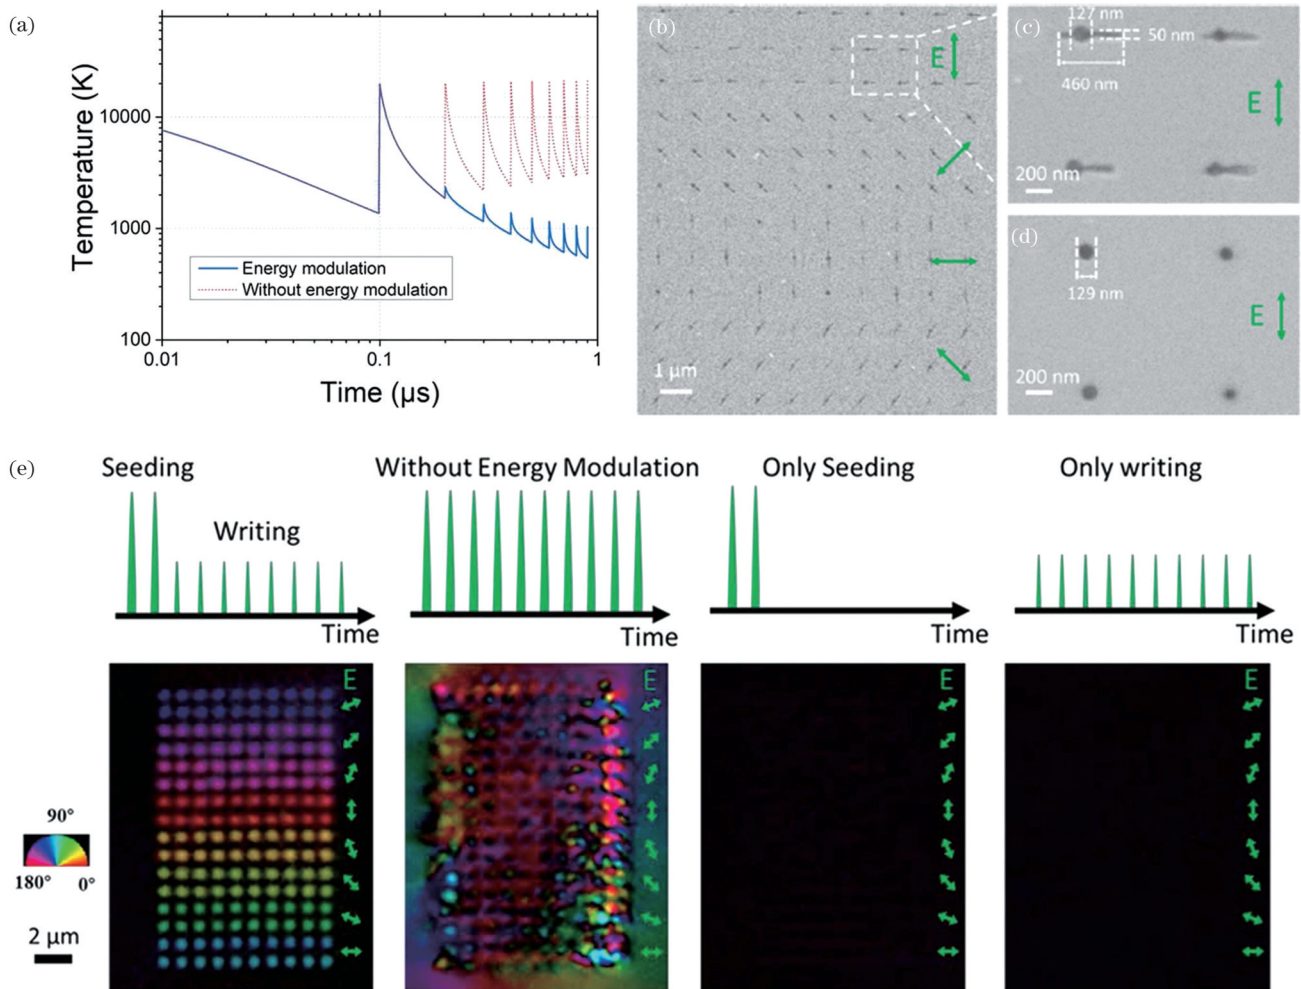 (a)
Temperature (K)
10000
1000
100
0.01
0.1
1
Time (μs)
Energy modulation
Without energy modulation
(b)
E
1 μm
(c)
127 nm
50 nm
460 nm
E
200 nm
(d)
129 nm
E
200 nm
(e)
Seeding
Writing
Time
Without Energy Modulation
Time
Only Seeding
Time
Only writing
Time
E
E
E
E
90°
180°
0°
2 μm